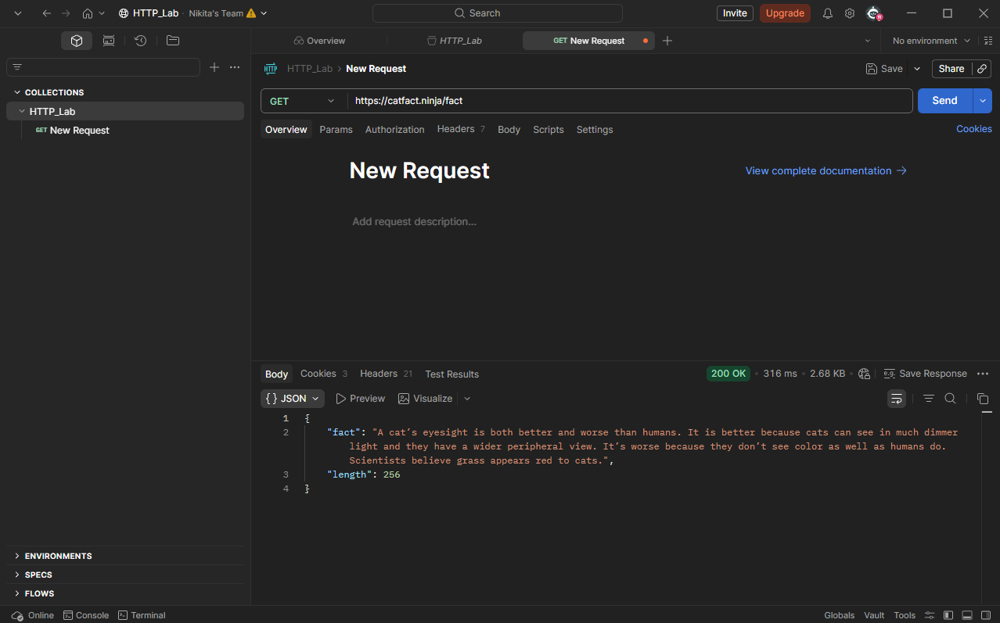 HTTP_Lab Nikita's Team Search Invite Upgrade
Overview HTTP_Lab GET New Request No environment
HTTP HTTP_Lab > New Request Save Share
COLLECTIONS
HTTP_Lab
GET New Request
GET https://catfact.ninja/fact Send
Overview Params Authorization Headers 7 Body Scripts Settings Cookies
New Request View complete documentation →
Add request description...
Body Cookies 3 Headers 21 Test Results 200 OK • 316 ms • 2.68 KB • e.g. Save Response
{} JSON Preview Visualize
1 {
2 "fact": "A cat’s eyesight is both better and worse than humans. It is better because cats can see in much dimmer
light and they have a wider peripheral view. It’s worse because they don’t see color as well as humans do.
Scientists believe grass appears red to cats.",
3 "length": 256
4 }
ENVIRONMENTS
SPECS
FLOWS
Online Console Terminal Globals Vault Tools